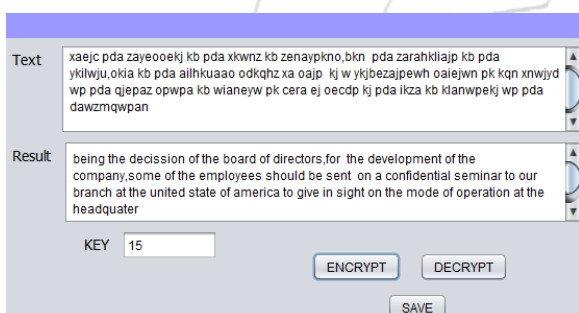 Text
xaejc pda zayeooekj kb pda xkwnz kb zenaypkno,bkn pda zarahkliajp kb pda
ykilwju,okia kb pda ailhkuaao odkqhz xa oajp kj w ykjbezajpewh oaiejwn pk kqn xnwjyd
wp pda qjepaz opwpa kb wianeyw pk cera ej oecdp kj pda ikza kb klanwpekj wp pda
dawzmqwpan
Result
being the decission of the board of directors,for the development of the
company,some of the employees should be sent on a confidential seminar to our
branch at the united state of america to give in sight on the mode of operation at the
headquater
KEY 15
ENCRYPT DECRYPT
SAVE